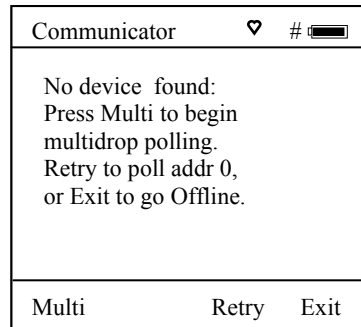 Communicator ♡ #
No device found:
Press Multi to begin
multidrop polling.
Retry to poll addr 0,
or Exit to go Offline.
Multi Retry Exit